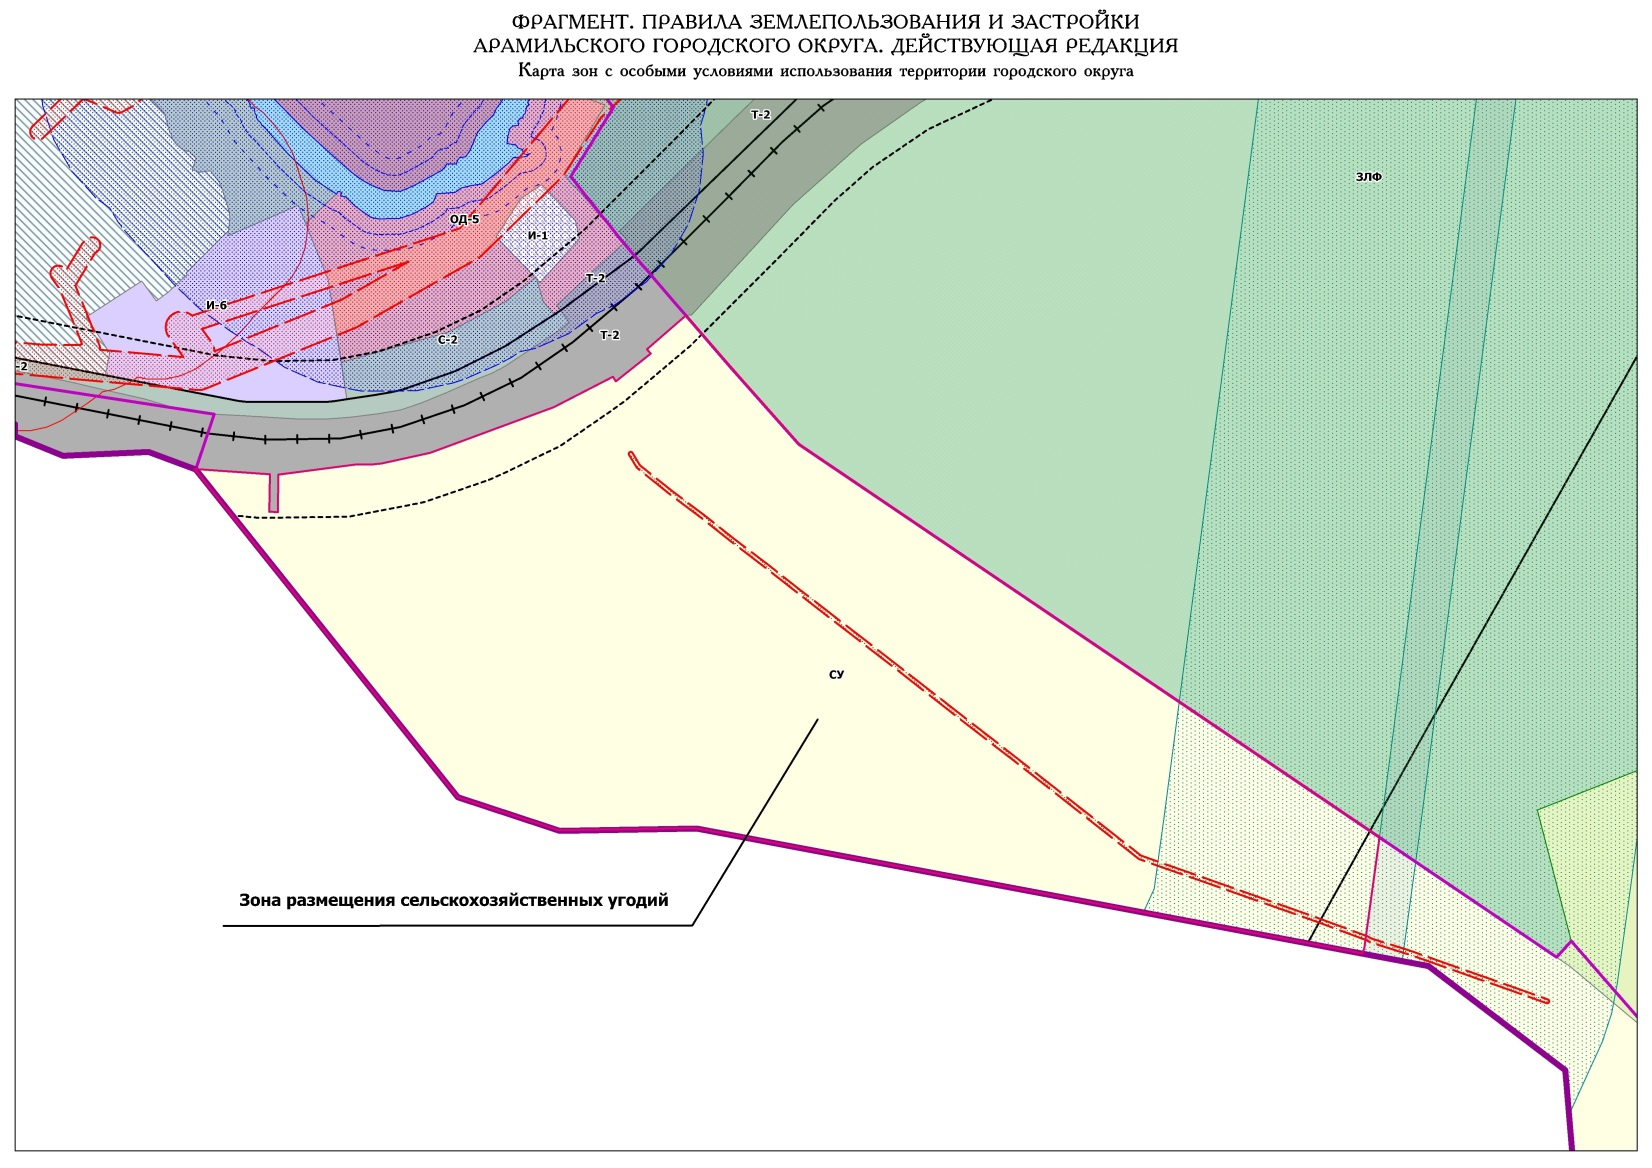 ФРАГМЕНТ. ПРАВИЛА ЗЕМЛЕПОЛЬЗОВАНИЯ И ЗАСТРОЙКИ
АРАМИЛЬСКОГО ГОРОДСКОГО ОКРУГА. ДЕЙСТВУЮЩАЯ РЕДАКЦИЯ
Карта зон с особыми условиями использования территории городского округа
Т-2
ЗЛФ
ОД-5
И-1
Т-2
И-6
Т-2
С-2
-2
СУ
Зона размещения сельскохозяйственных угодий